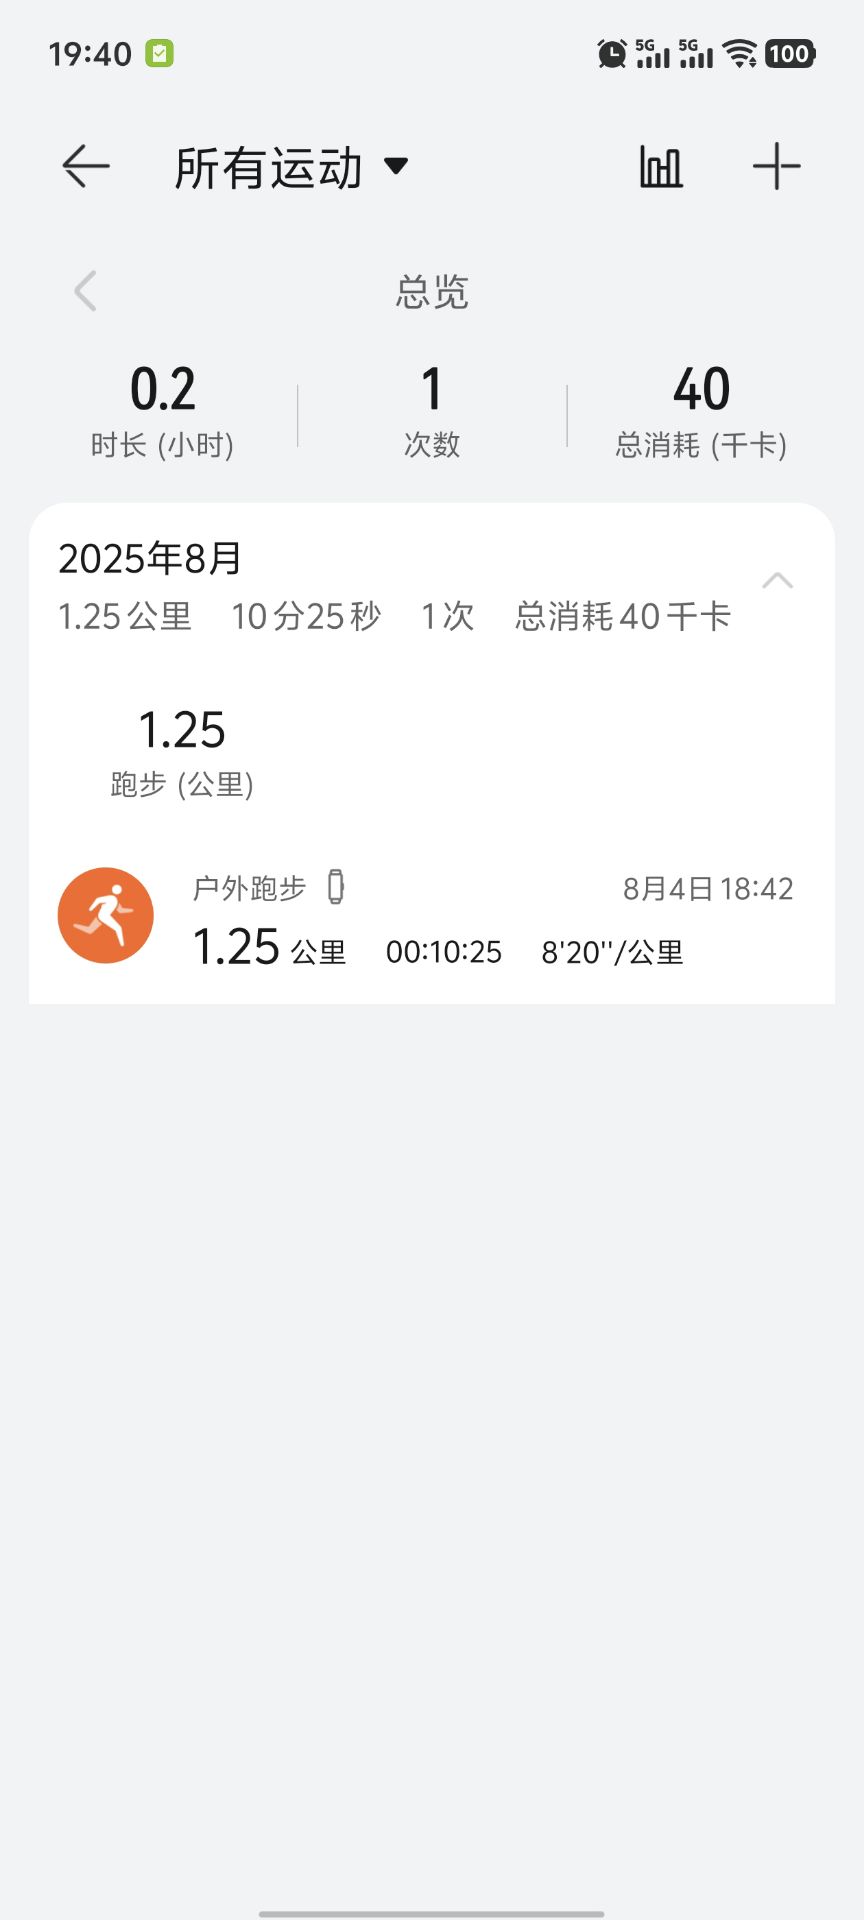 19:40 5G 5G 100
所有运动
总览
0.2 1 40
时长 (小时) 次数 总消耗 (千卡)
2025年8月
1.25公里 10分25秒 1次 总消耗40千卡
1.25
跑步 (公里)
户外跑步 8月4日 18:42
1.25 公里 00:10:25 8'20''/公里